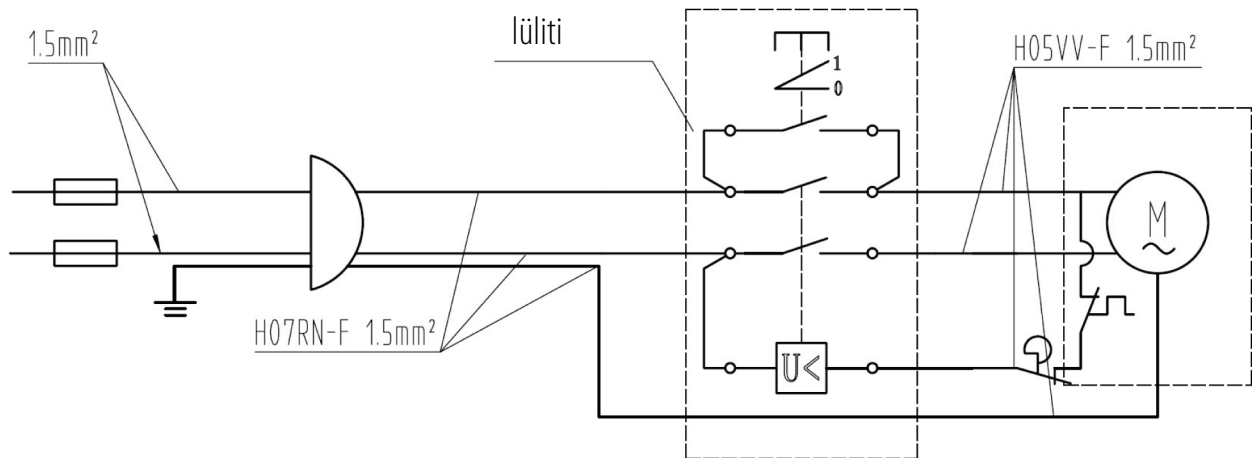 1.5mm²
lüliti
1
0
H05VV-F 1.5mm²
M
H07RN-F 1.5mm²
U<